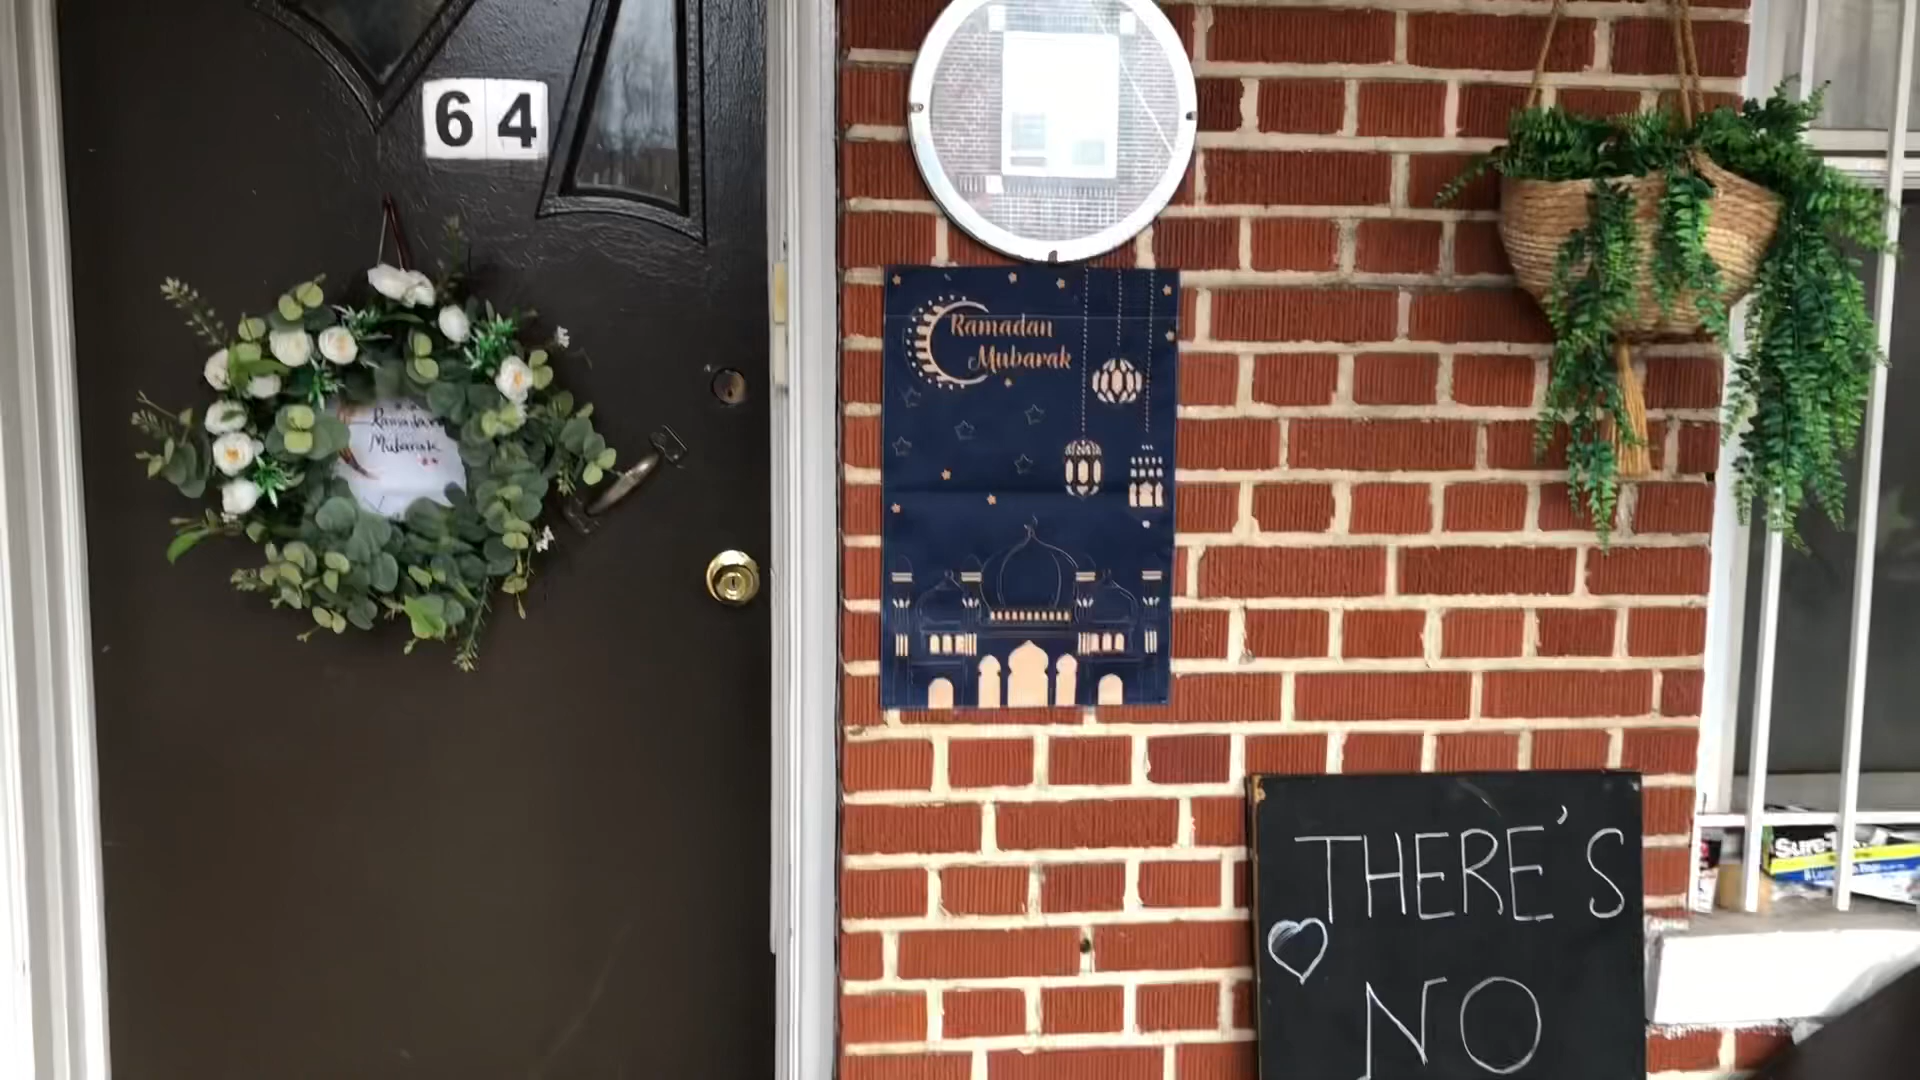 64
Ramadan
Mubarak
Ramadan
Mubarak
THERE'S
NO